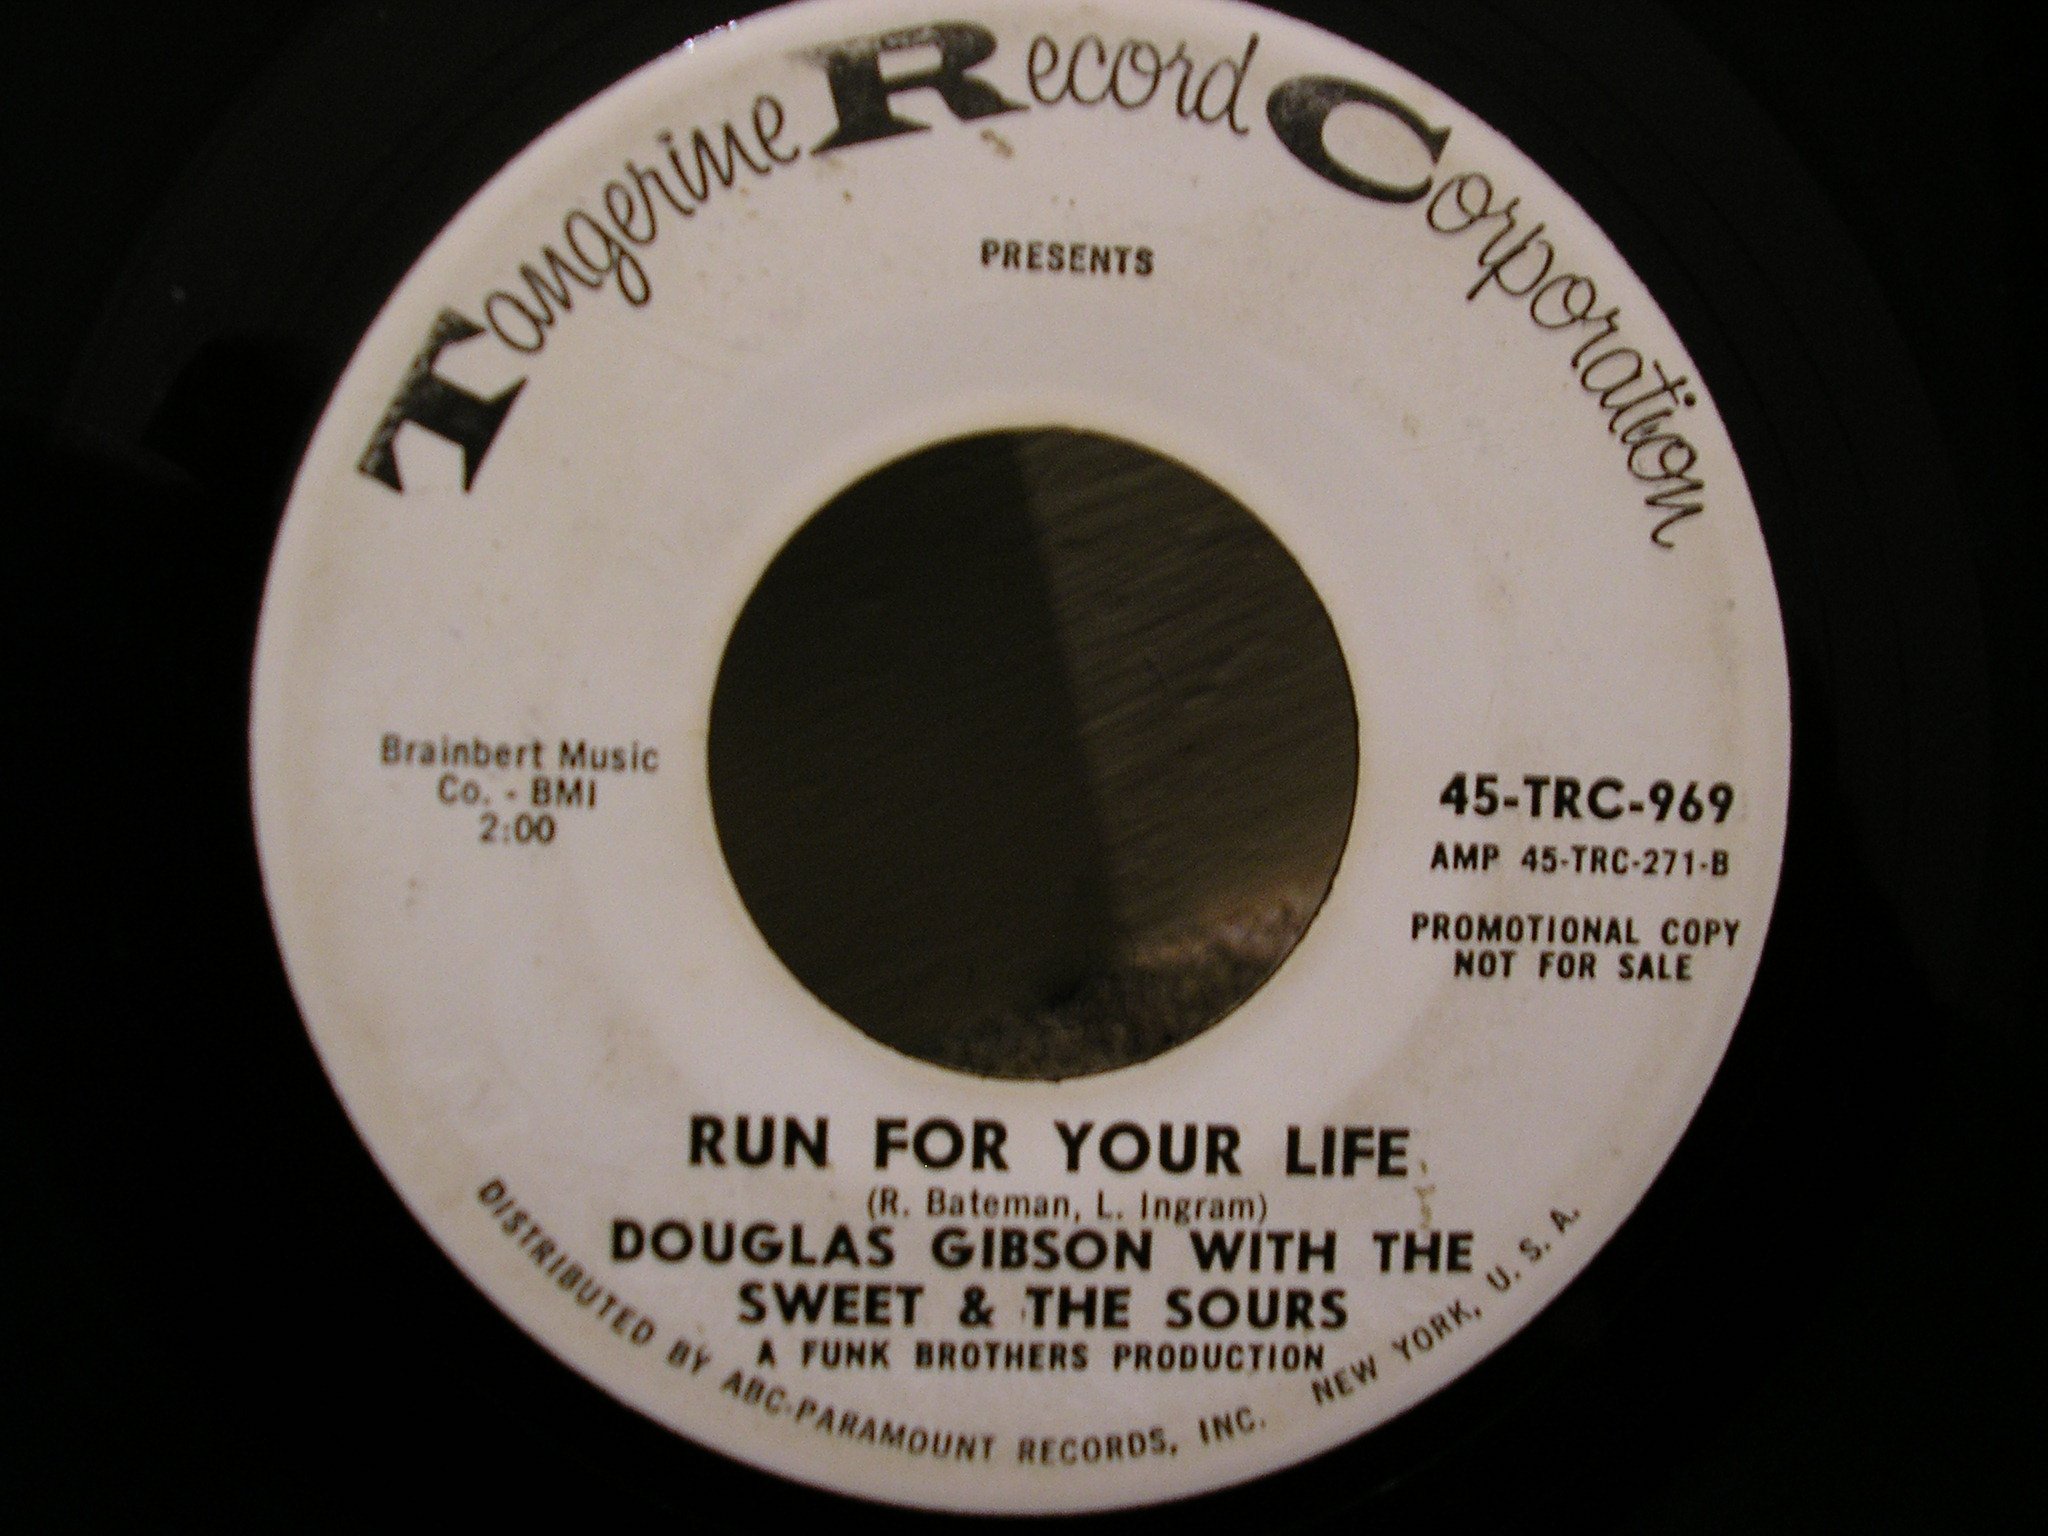 Tangerine Record Corporation
PRESENTS
Brainbert Music
Co. - BMI
2:00
45-TRC-969
AMP 45-TRC-271-B
PROMOTIONAL COPY
NOT FOR SALE
RUN FOR YOUR LIFE
(R. Bateman, L. Ingram)
DOUGLAS GIBSON WITH THE
SWEET & THE SOURS
A FUNK BROTHERS PRODUCTION
DISTRIBUTED BY ABC-PARAMOUNT RECORDS, INC. NEW YORK, U. S. A.